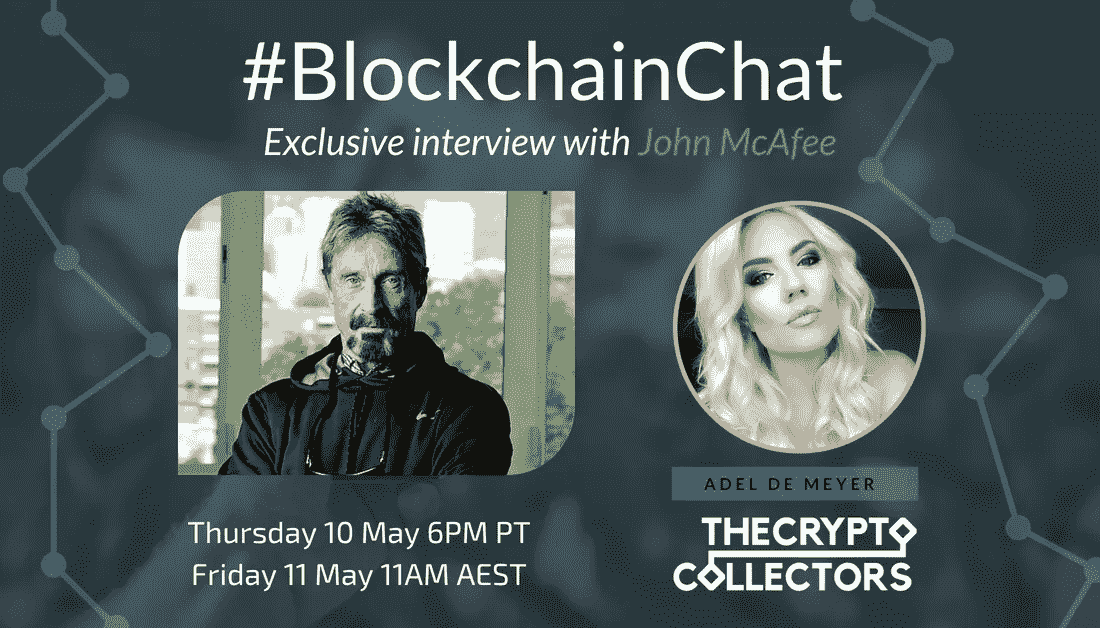 #BlockchainChat
Exclusive interview with John McAfee
ADEL DE MEYER
Thursday 10 May 6PM PT
Friday 11 May 11AM AEST
THECRYPTO
COLLECTORS